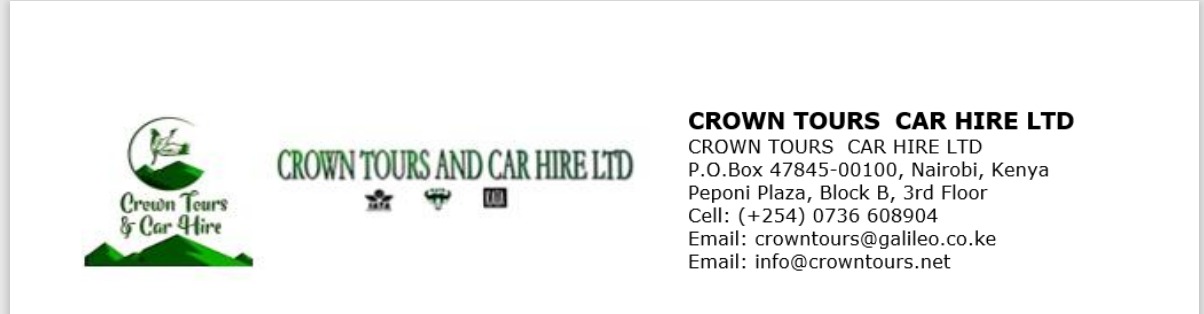 Crown Tours
& Car Hire
CROWN TOURS AND CAR HIRE LTD
IATA
CROWN TOURS  CAR HIRE LTD
CROWN TOURS  CAR HIRE LTD
P.O.Box 47845-00100, Nairobi, Kenya
Peponi Plaza, Block B, 3rd Floor
Cell: (+254) 0736 608904
Email: crowntours@galileo.co.ke
Email: info@crowntours.net